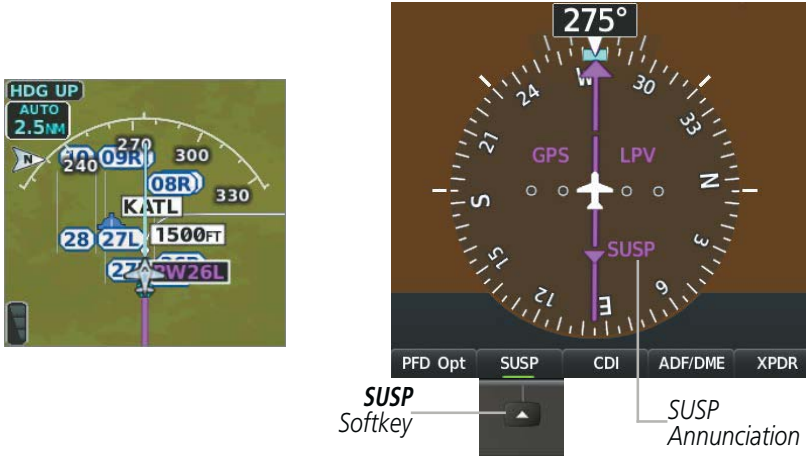 HDG UP
AUTO
2.5NM
N
09R
270
240
300
08R
330
KATL
28
27L
1500FT
RW26L
275°
W
30
24
33
21
GPS
LPV
N
S
SUSP
3
15
6
12
E
PFD Opt
SUSP
CDI
ADF/DME
XPDR
SUSP
Softkey
SUSP
Annunciation